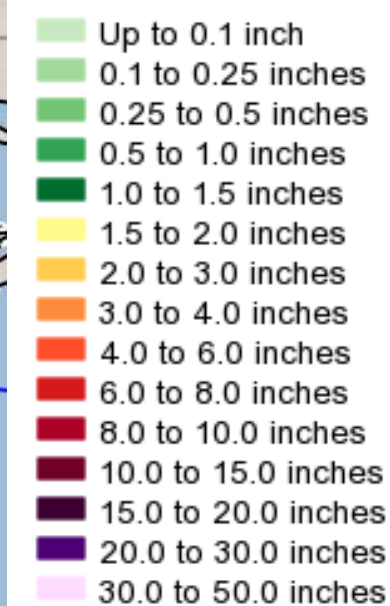 Up to 0.1 inch
0.1 to 0.25 inches
0.25 to 0.5 inches
0.5 to 1.0 inches
1.0 to 1.5 inches
1.5 to 2.0 inches
2.0 to 3.0 inches
3.0 to 4.0 inches
4.0 to 6.0 inches
6.0 to 8.0 inches
8.0 to 10.0 inches
10.0 to 15.0 inches
15.0 to 20.0 inches
20.0 to 30.0 inches
30.0 to 50.0 inches